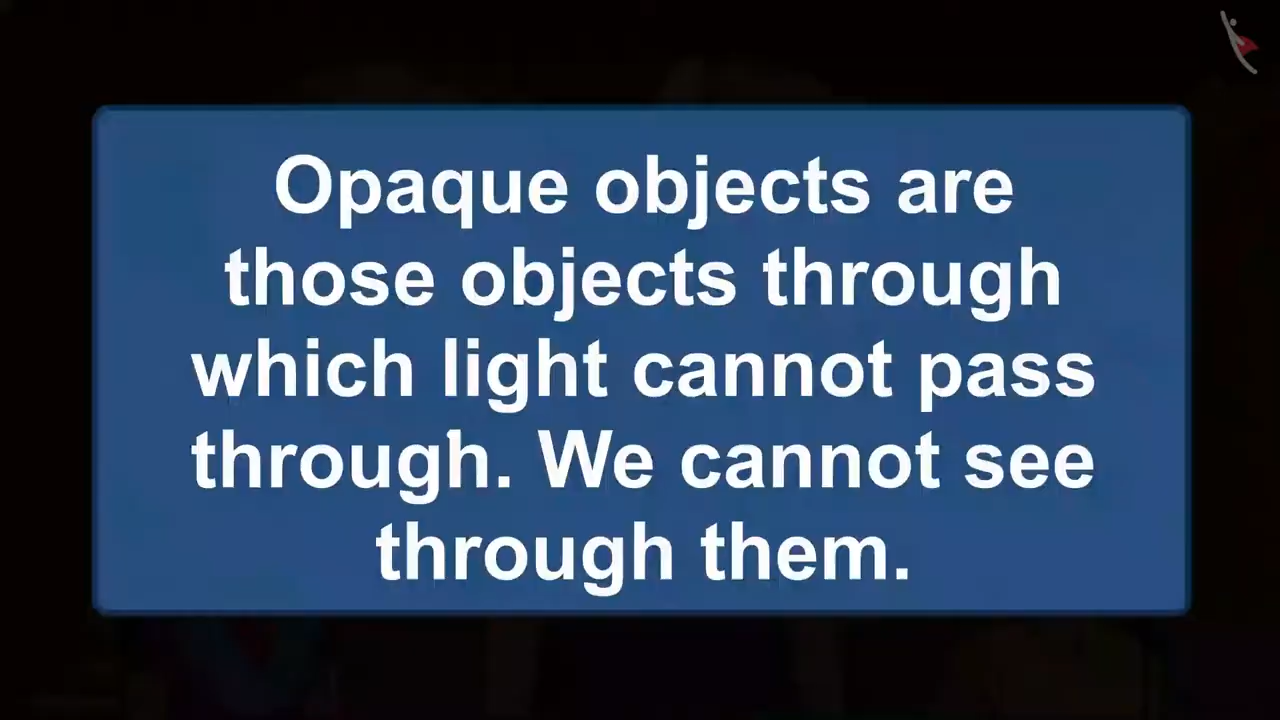 Opaque objects are
those objects through
which light cannot pass
through. We cannot see
through them.